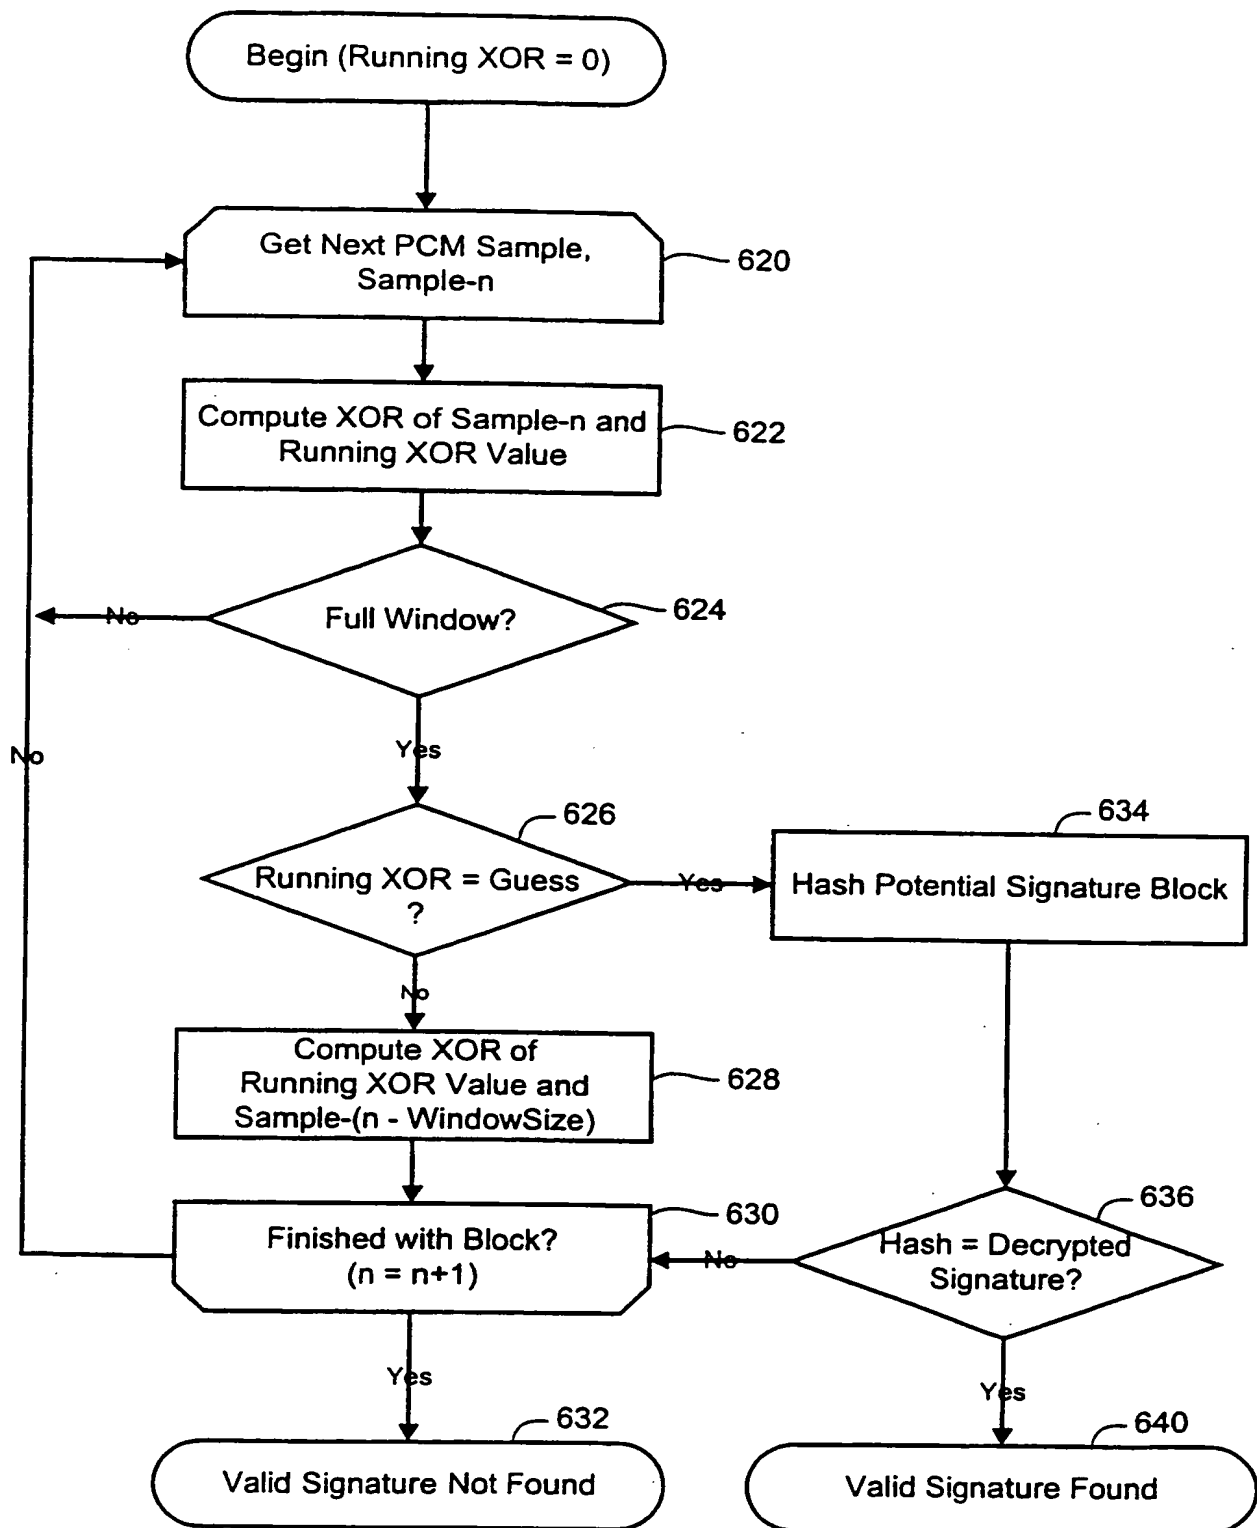 Begin (Running XOR = 0)
Get Next PCM Sample,
Sample-n
620
Compute XOR of Sample-n and
Running XOR Value
622
Full Window?
624
No
Yes
No
626
Running XOR = Guess
?
Yes
634
Hash Potential Signature Block
No
Compute XOR of
Running XOR Value and
Sample-(n - WindowSize)
628
Finished with Block?
(n = n+1)
630
No
636
Hash = Decrypted
Signature?
Yes
632
Valid Signature Not Found
Yes
640
Valid Signature Found